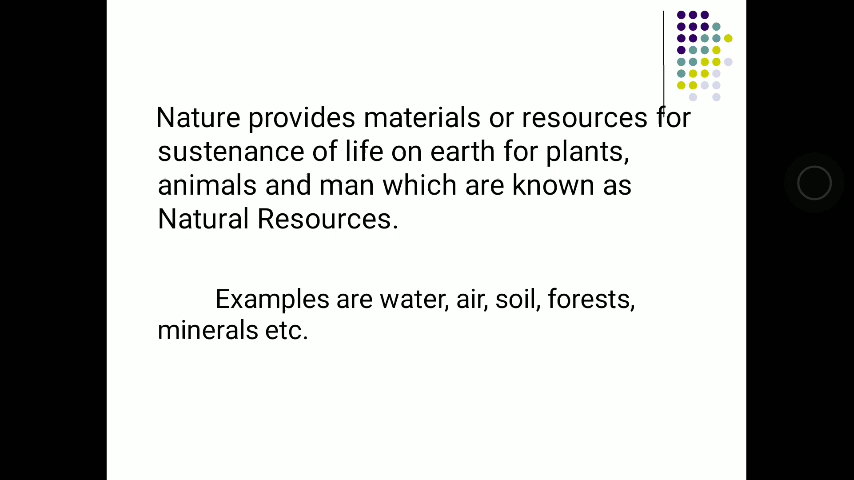 Nature provides materials or resources for
sustenance of life on earth for plants,
animals and man which are known as
Natural Resources.
Examples are water, air, soil, forests,
minerals etc.